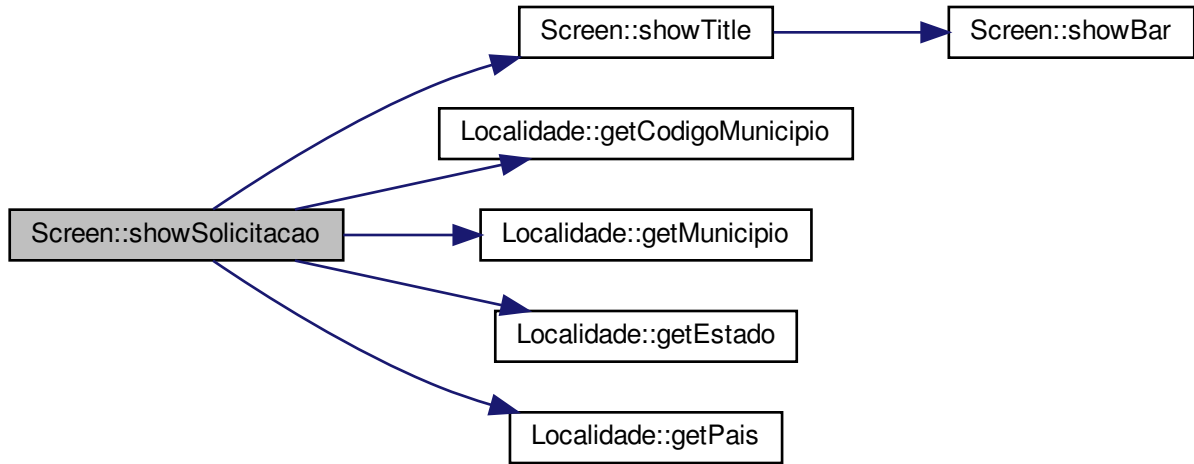 Screen::showTitle
Screen::showBar
Localidade::getCodigoMunicipio
Screen::showSolicitacao
Localidade::getMunicipio
Localidade::getEstado
Localidade::getPais